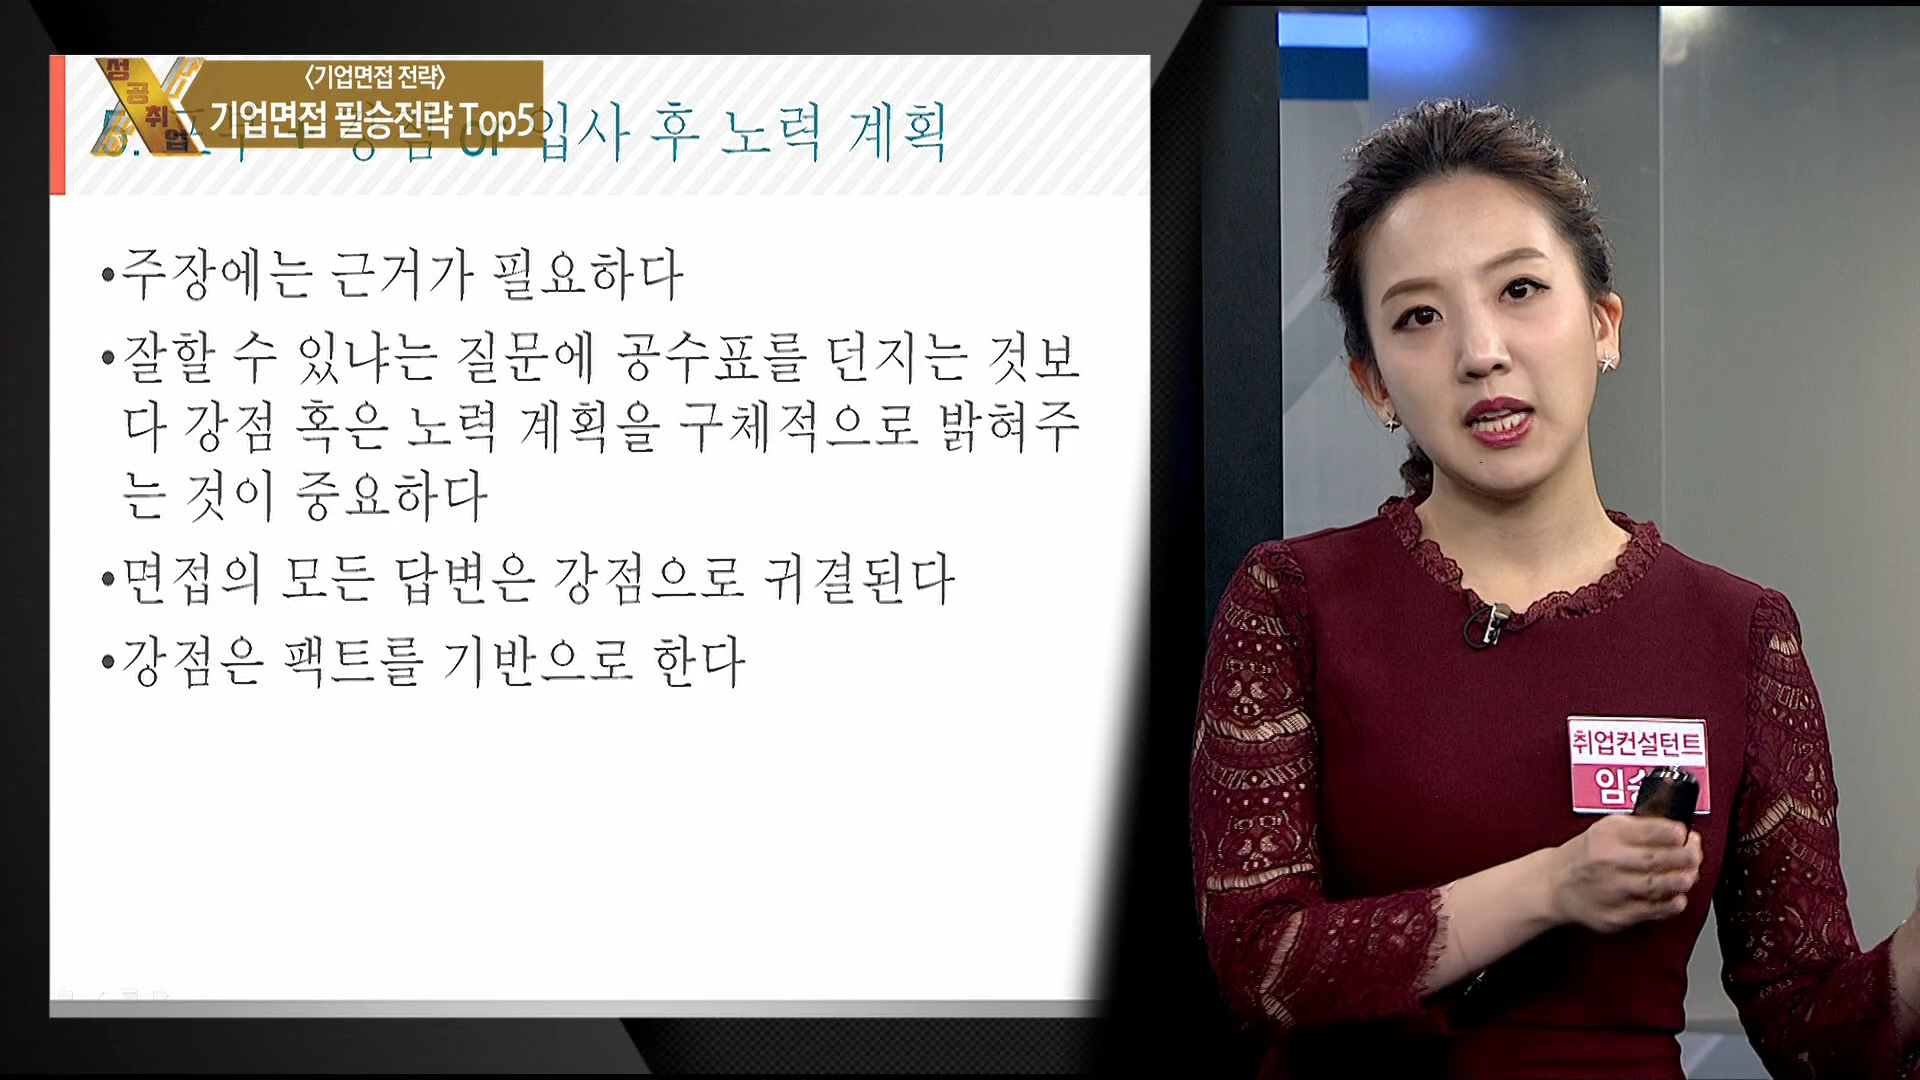 성공취업
〈기업면접 전략〉
기업면접 필승전략 Top5
입사 후 노력 계획
•주장에는 근거가 필요하다
•잘할 수 있냐는 질문에 공수표를 던지는 것보
다 강점 혹은 노력 계획을 구체적으로 밝혀주
는 것이 중요하다
•면접의 모든 답변은 강점으로 귀결된다
•강점은 팩트를 기반으로 한다
취업컨설턴트